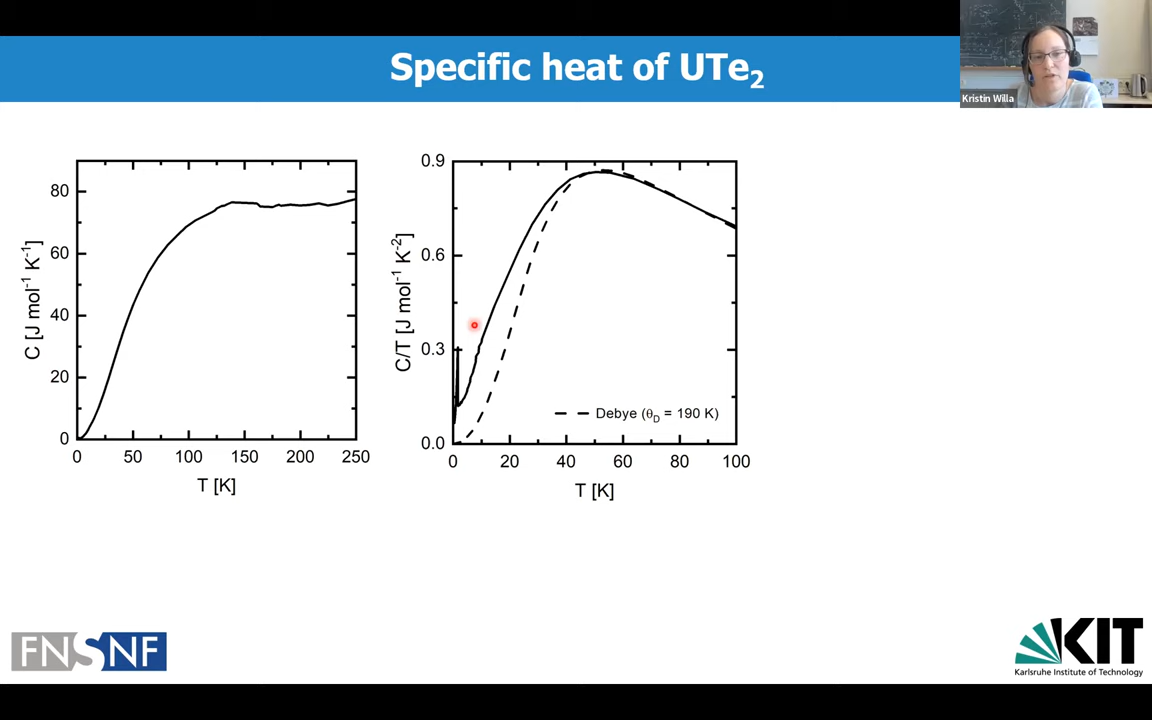 Specific heat of UTe₂
Kristin Willa
80
60
40
20
0
C [J mol⁻¹ K⁻¹]
0 50 100 150 200 250
T [K]
0.9
0.6
0.3
0.0
C/T [J mol⁻¹ K⁻²]
Debye (θ_D = 190 K)
0 20 40 60 80 100
T [K]
FNSNF
KIT
Karlsruhe Institute of Technology